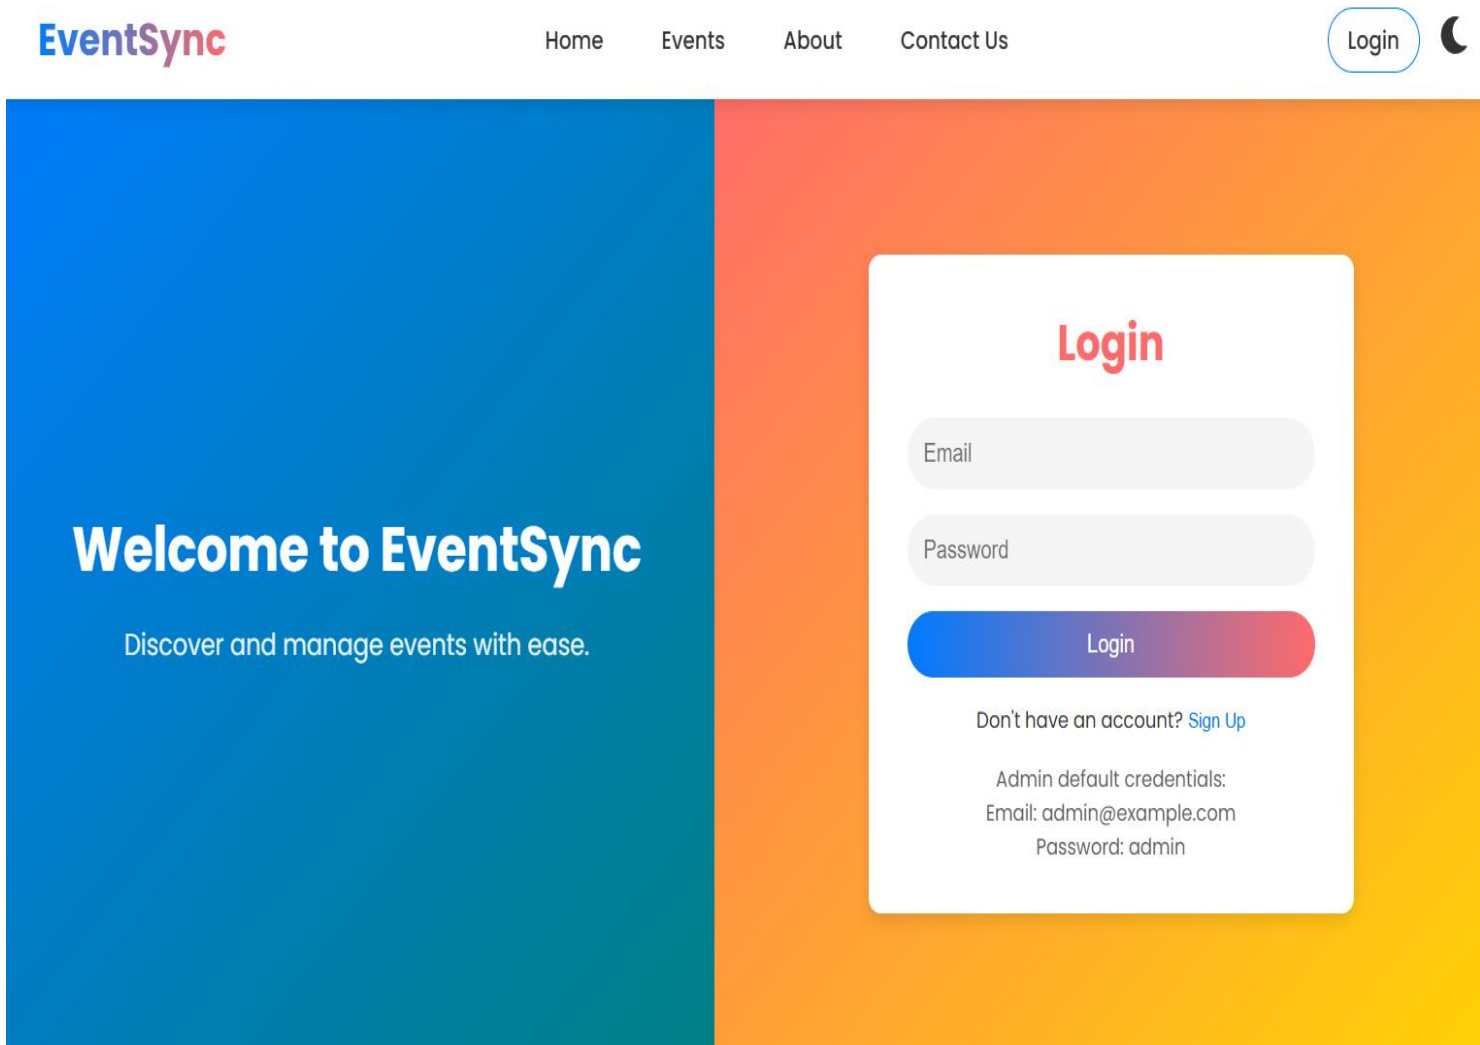 EventSync
Home Events About Contact Us Login
Welcome to EventSync
Discover and manage events with ease.
Login
Email
Password
Login
Don't have an account? Sign Up
Admin default credentials:
Email: admin@example.com
Password: admin